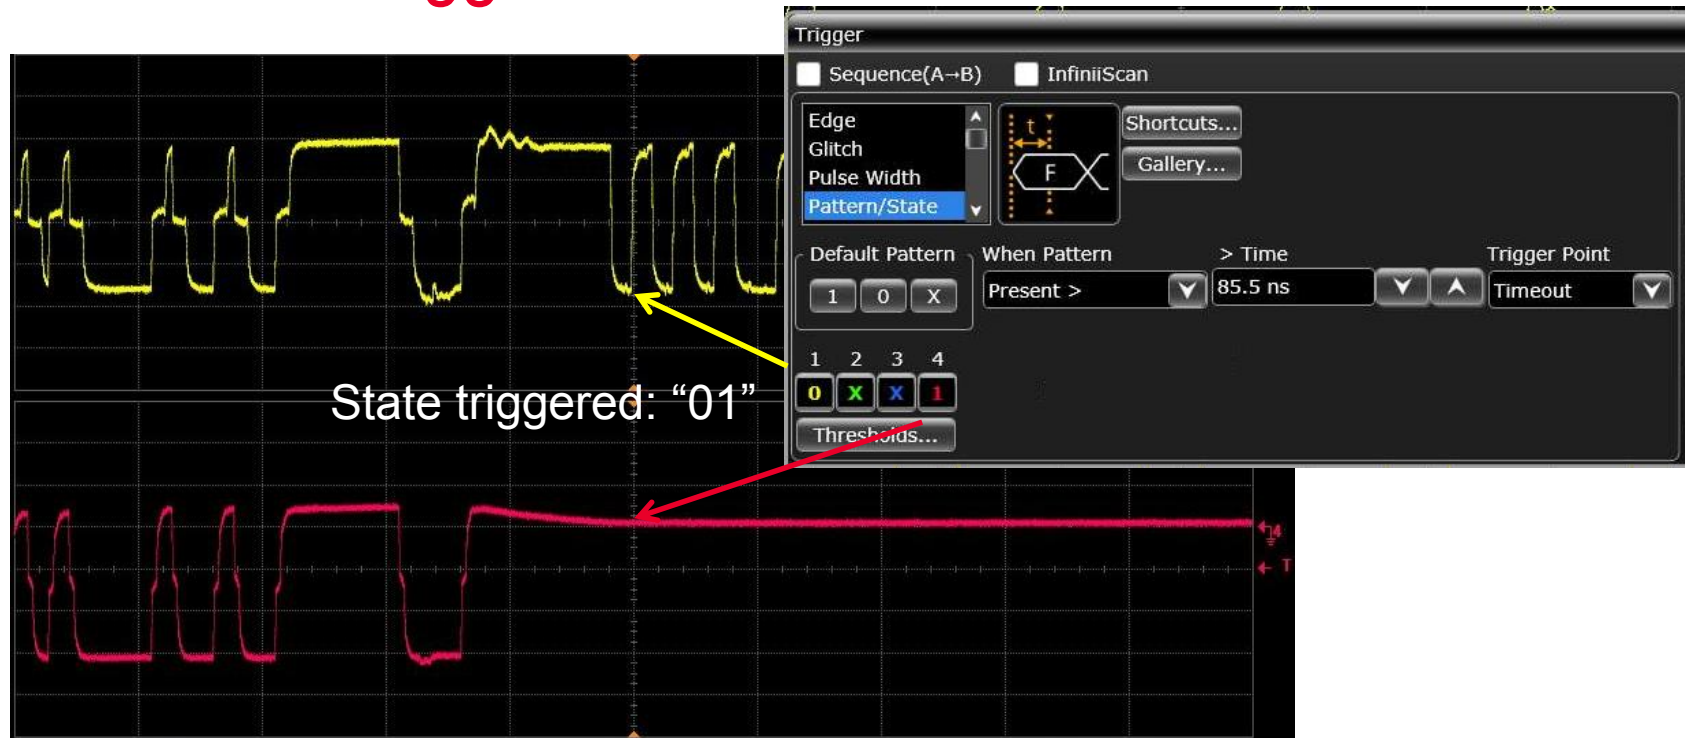 Trigger
Sequence(A→B) InfiniiScan
Edge
Glitch
Pulse Width
Pattern/State
t
F
Shortcuts...
Gallery...
Default Pattern When Pattern > Time Trigger Point
1 0 X Present > 85.5 ns Timeout
1 2 3 4
0 X X 1
Thresholds...
State triggered: “01”
4
T